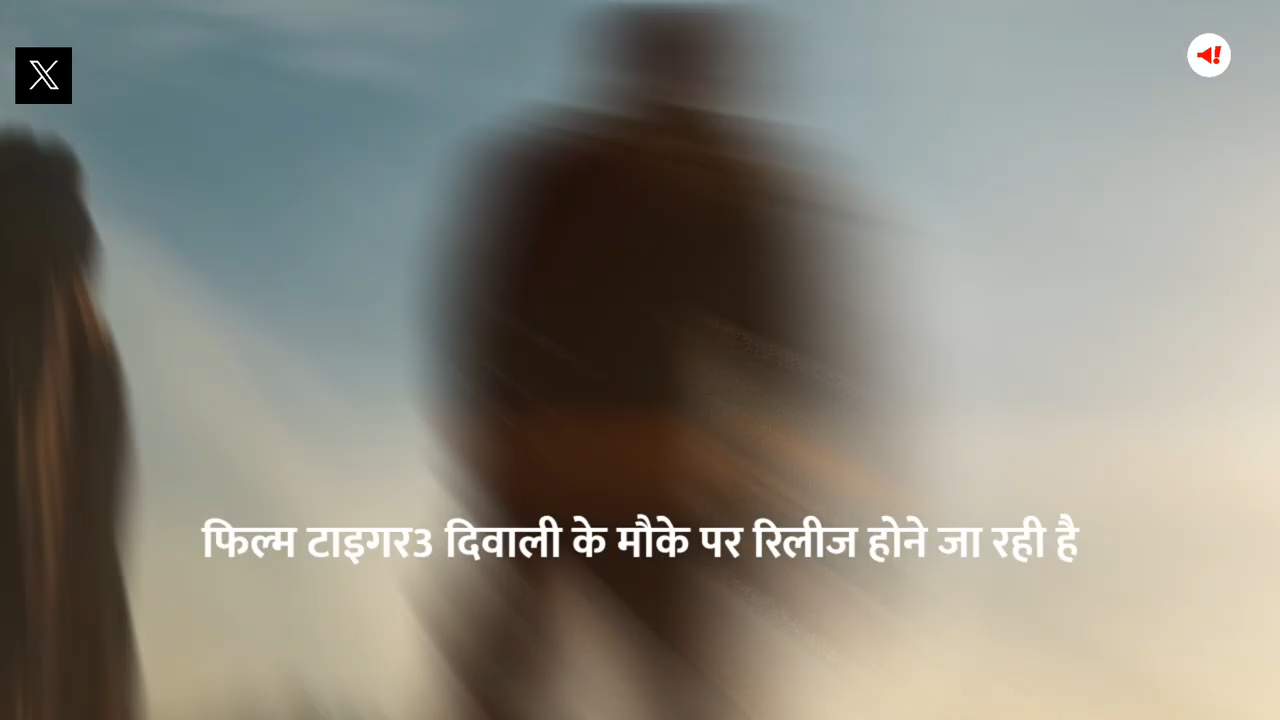 फिल्म टाइगर3 दिवाली के मौके पर रिलीज होने जा रही है